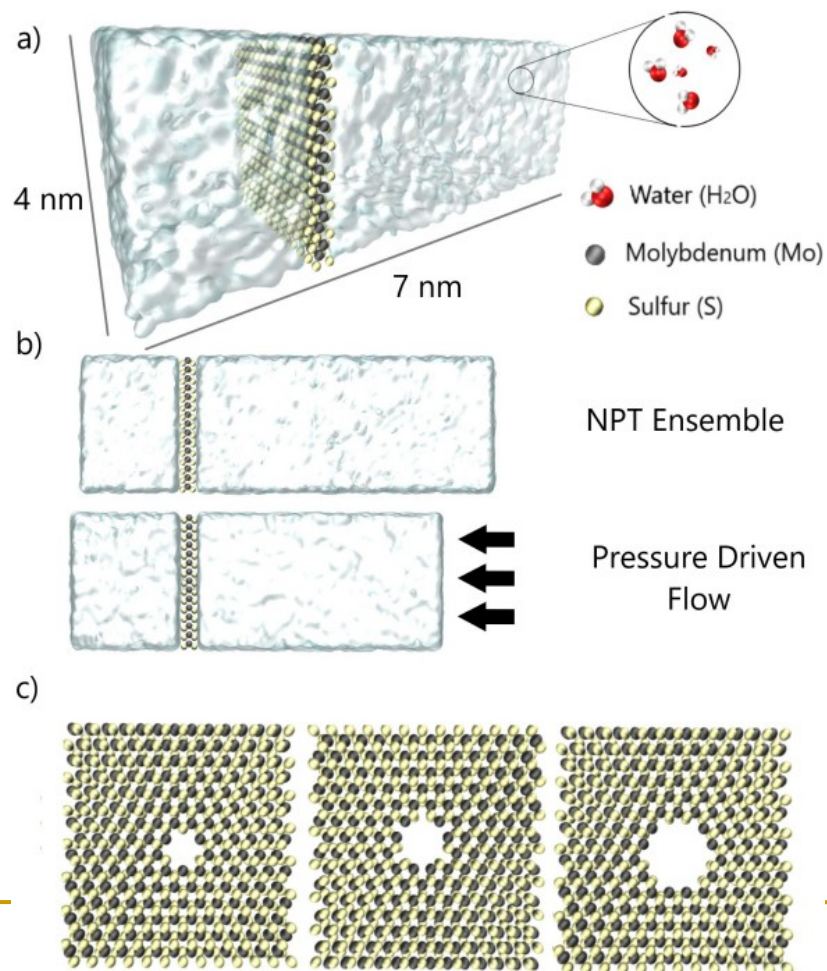 a)
4 nm
7 nm
Water (H2O)
Molybdenum (Mo)
Sulfur (S)
b)
NPT Ensemble
Pressure Driven
Flow
c)